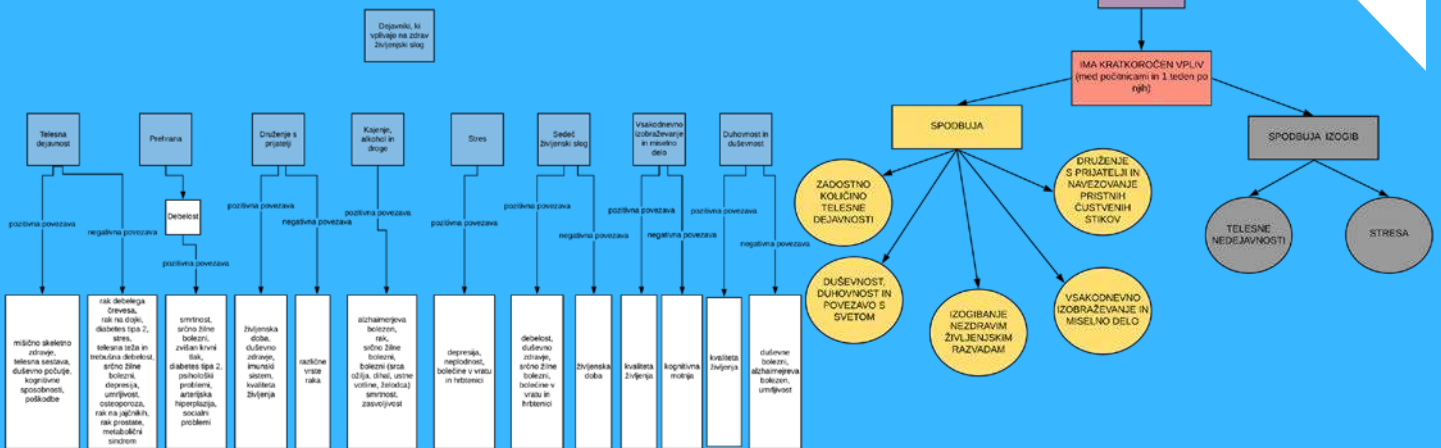 Dejavniki, ki
vplivajo na zdrav
življenjski slog
Telesna
dejavnost
Prehrana
Druženje s
prijatelji
Kajenje,
alkohol in
droge
Stres
Sedeč
življenski slog
Vsakodnevno
izobraževanje
in miselno
delo
Duhovnost in
duševnost
Debelost
pozitivna povezava
negativna povezava
pozitivna povezava
pozitivna povezava
negativna povezava
pozitivna povezava
pozitivna povezava
pozitivna povezava
negativna povezava
pozitivna povezava
negativna povezava
pozitivna povezava
negativna povezava
mišično skeletno
zdravje,
telesna sestava,
duševno počutje,
kognitivne
sposobnosti,
poškodbe
rak debelega
črevesa,
rak na dojki,
diabetes tipa 2,
stres,
telesna teža in
trebušna debelost,
srčno žilne
bolezni,
depresija,
umrljivost,
osteoporoza,
rak na jajčnikih,
rak prostate,
metabolični
sindrom
smrtnost,
srčno žilne
bolezni,
zvišan krvni
tlak,
diabetes tipa 2,
psihološki
problemi,
arterijska
hiperplazija,
socialni
problemi
življenska
doba,
duševno
zdravje,
imunski
sistem,
kvaliteta
življenja
različne
vrste
raka
alzhaimerjeva
bolezen,
rak,
srčno žilne
bolezni,
bolezni (srca
ožilja, dihal, ustne
votline, želodca)
smrtnost,
zasvojlivost
depresija,
neplodnost,
bolečine v vratu
in hrbtenici
debelost,
duševno
zdravje,
srčno žilne
bolezni,
bolečine v
vratu in
hrbtenici
življenska
doba
kvaliteta
življenja
kognitivna
motnja
kvaliteta
življenja
duševne
bolezni,
alzhaimejreva
bolezen,
umrljivost
IMA KRATKOROČEN VPLIV
(med počitnicami in 1 teden po
njih)
SPODBUJA
ZADOSTNO
KOLIČINO
TELESNE
DEJAVNOSTI
DUŠEVNOST,
DUHOVNOST IN
POVEZAVO S
SVETOM
IZOGIBANJE
NEZDRAVIM
ŽIVLJENJSKIM
RAZVADAM
VSAKODNEVNO
IZOBRAŽEVANJE IN
MISELNO DELO
DRUŽENJE
S PRIJATELJI IN
NAVEZOVANJE
PRISTNIH
ČUSTVENIH
STIKOV
SPODBUJA IZOGIB
TELESNE
NEDEJAVNOSTI
STRESA